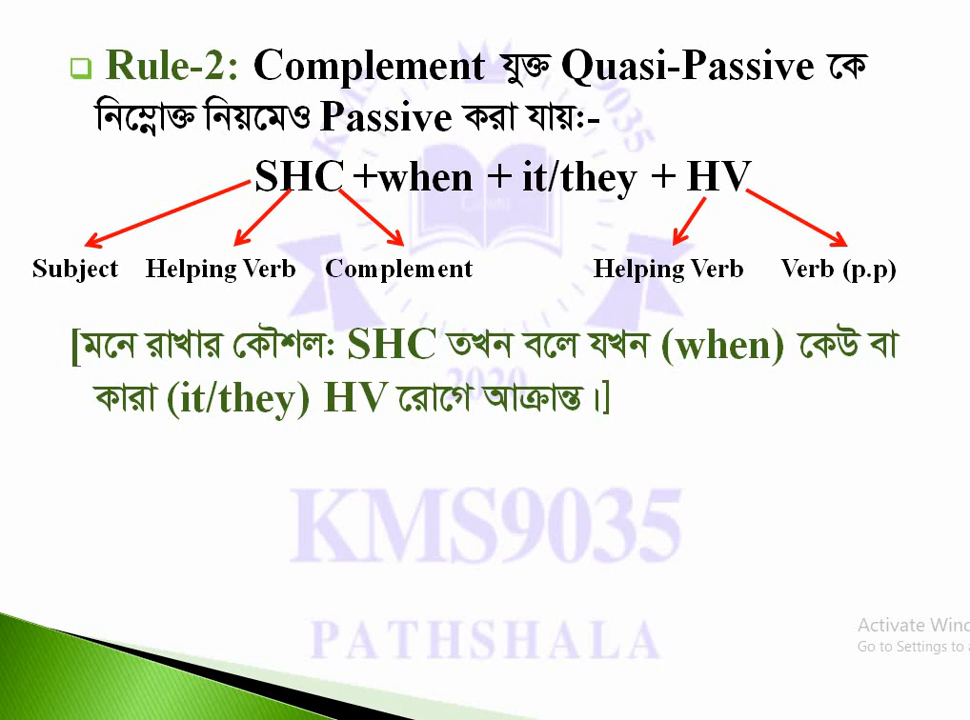 Rule-2: Complement যুক্ত Quasi-Passive কে
নিম্নোক্ত নিয়মেও Passive করা যায়ঃ-
SHC +when + it/they + HV
Subject Helping Verb Complement Helping Verb Verb (p.p)
[মনে রাখার কৌশলঃ SHC তখন বলে যখন (when) কেউ বা
কারা (it/they) HV রোগে আক্রান্ত।]
2020
KMS9035
PATHSHALA
Activate Wind
Go to Settings to a